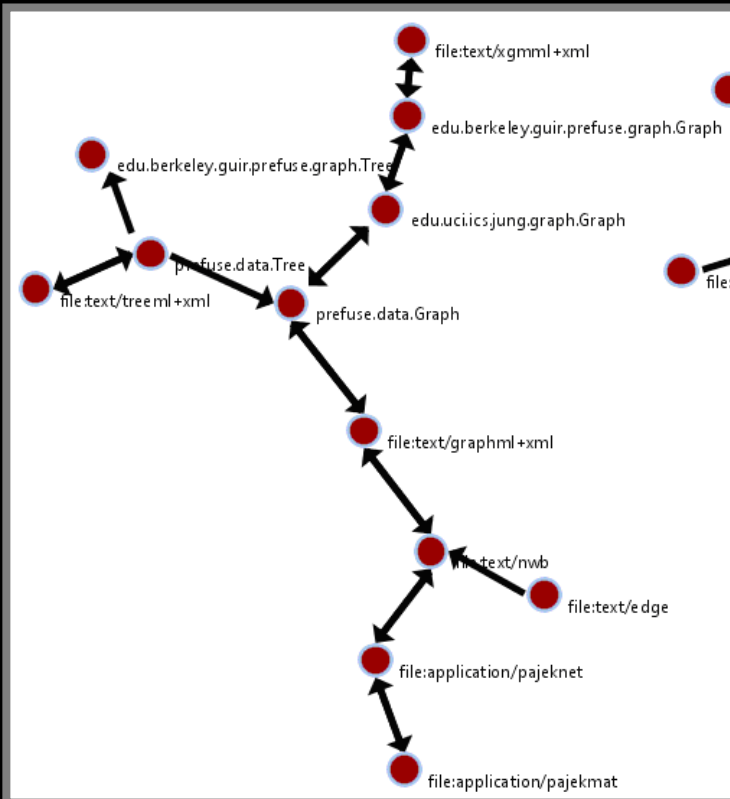 file:text/xgmml+xml
edu.berkeley.guir.prefuse.graph.Graph
edu.berkeley.guir.prefuse.graph.Tree
edu.uci.ics.jung.graph.Graph
prefuse.data.Tree
file:
file:text/treeml+xml
prefuse.data.Graph
file:text/graphml+xml
file:text/nwb
file:text/edge
file:application/pajeknet
file:application/pajekmat